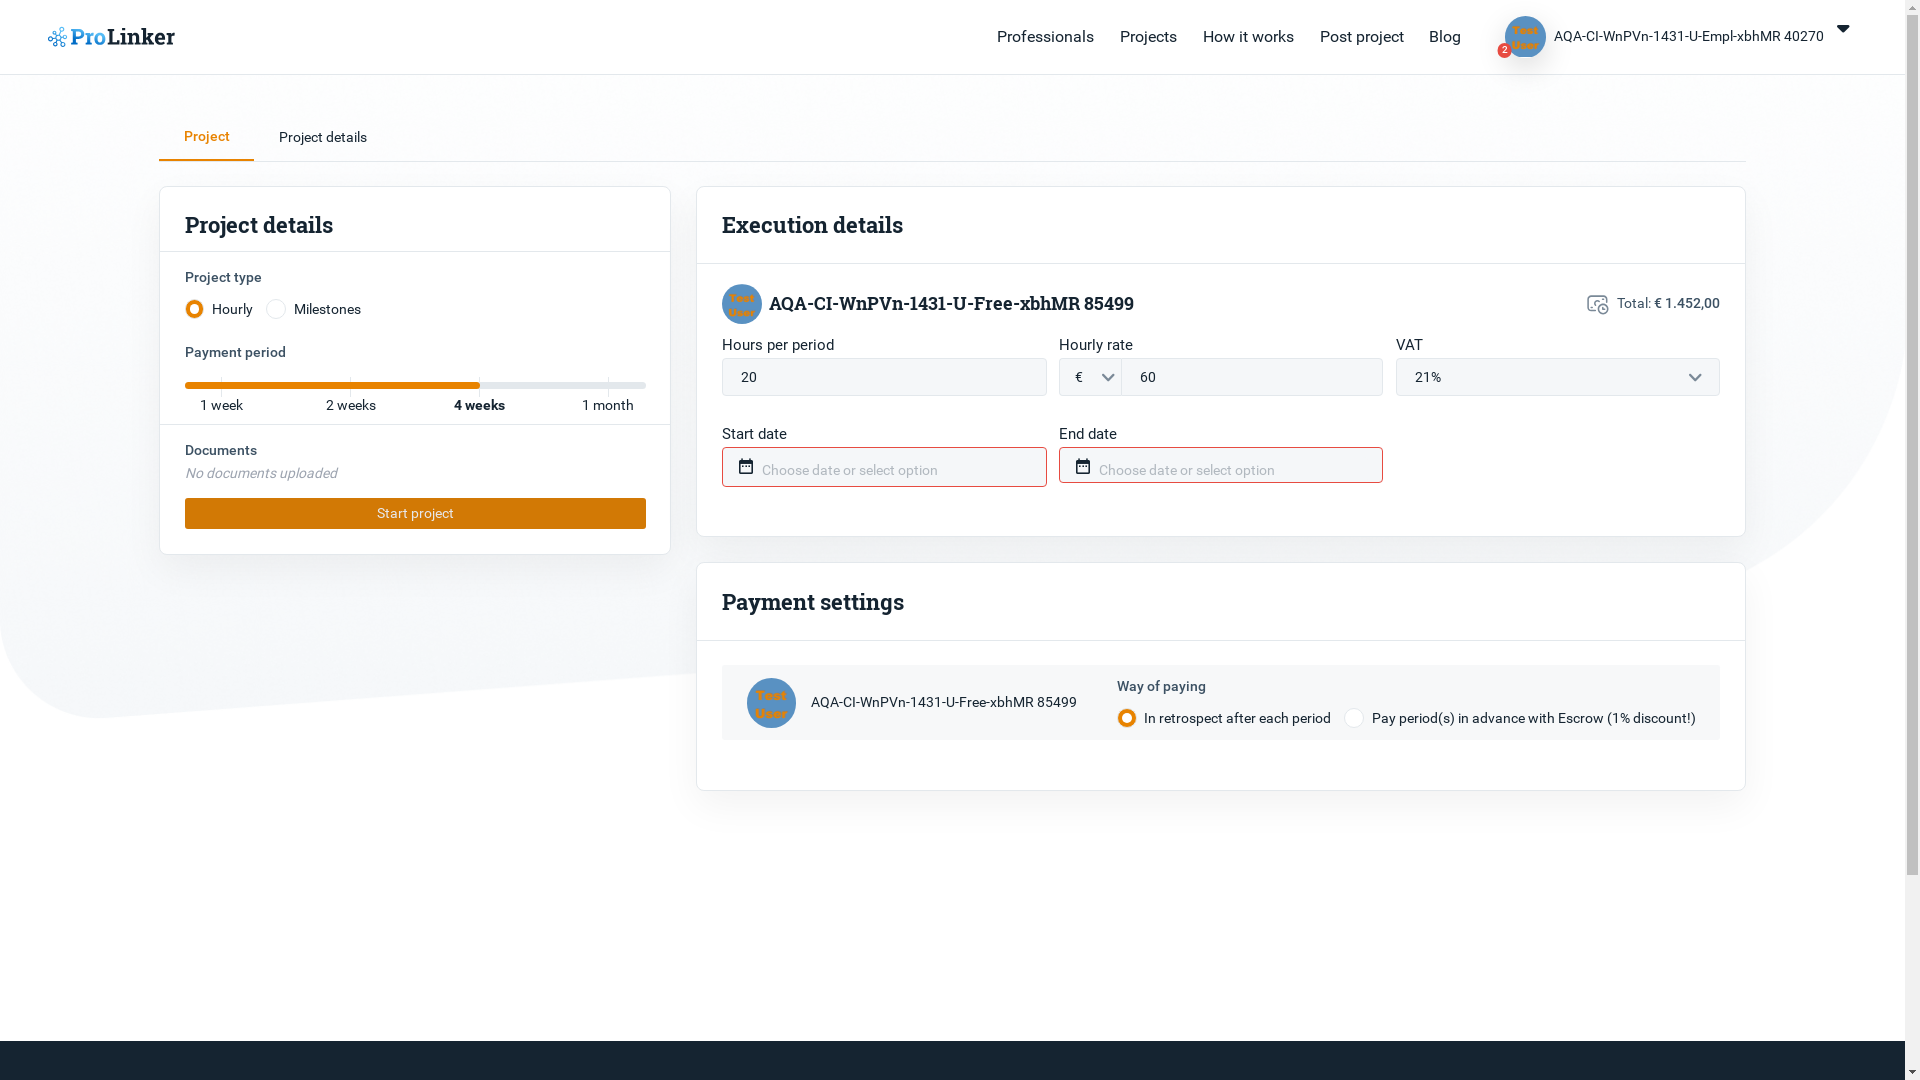 ProLinker
Professionals
Projects
How it works
Post project
Blog
Test
User
2
AQA-CI-WnPVn-1431-U-Empl-xbhMR 40270
Project
Project details
Project details
Project type
Hourly
Milestones
Payment period
1 week
2 weeks
4 weeks
1 month
Documents
No documents uploaded
Start project
Execution details
Test
User
AQA-CI-WnPVn-1431-U-Free-xbhMR 85499
Total: € 1.452,00
Hours per period
Hourly rate
VAT
20
€
60
21%
Start date
End date
Choose date or select option
Choose date or select option
Payment settings
Test
User
AQA-CI-WnPVn-1431-U-Free-xbhMR 85499
Way of paying
In retrospect after each period
Pay period(s) in advance with Escrow (1% discount!)